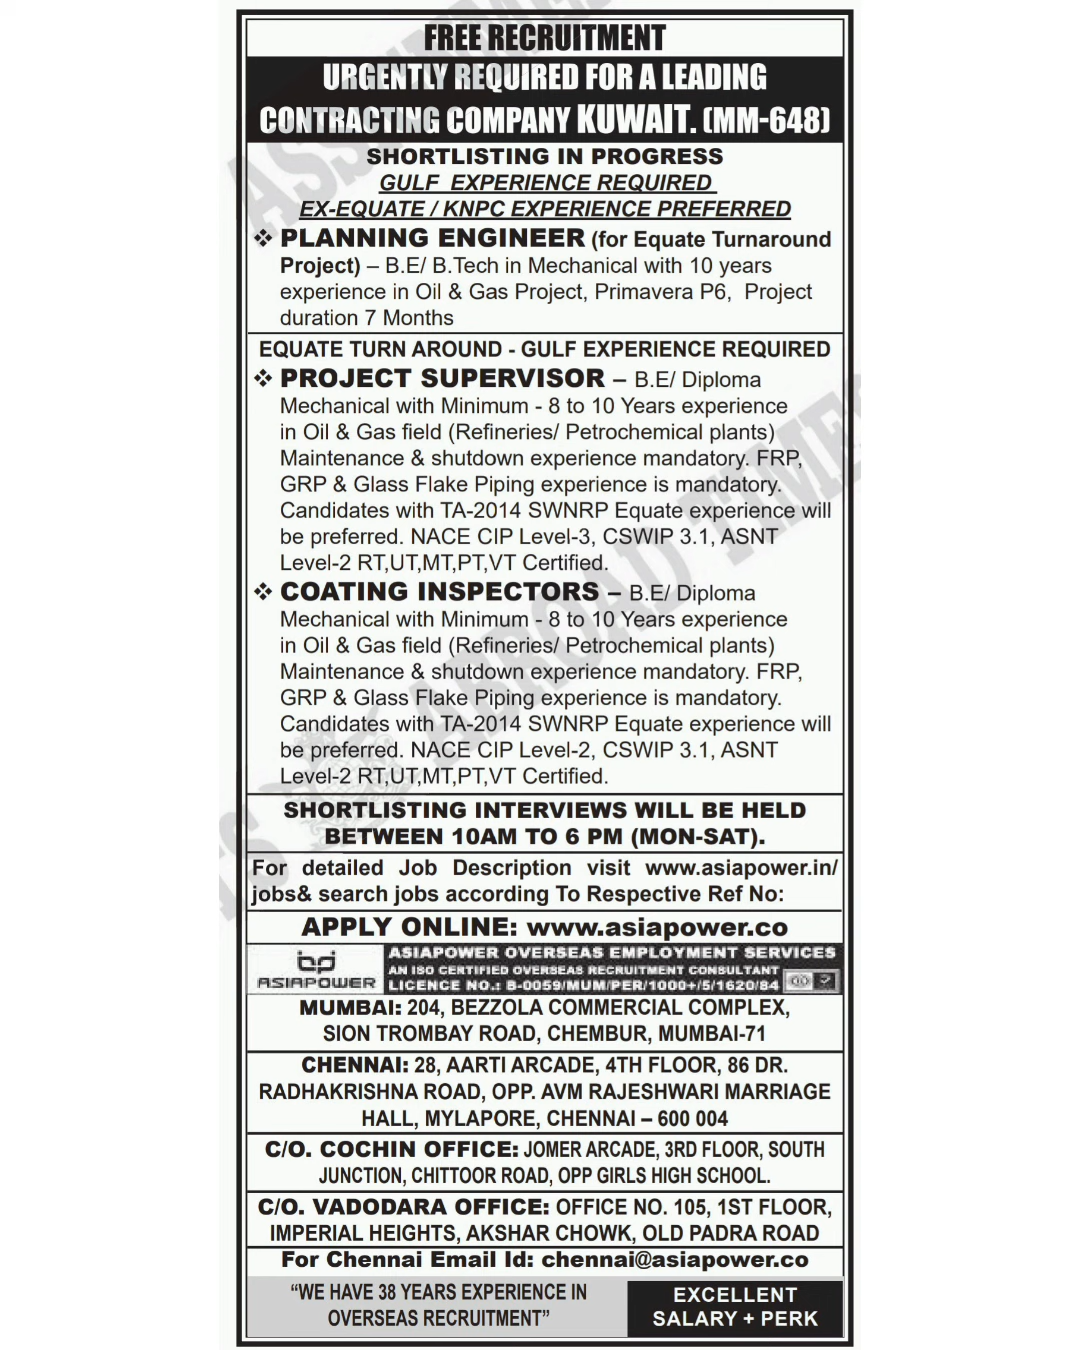 FREE RECRUITMENT
URGENTLY REQUIRED FOR A LEADING
CONTRACTING COMPANY KUWAIT. (MM-648)
SHORTLISTING IN PROGRESS
GULF EXPERIENCE REQUIRED
EX-EQUATE / KNPC EXPERIENCE PREFERRED
❖ PLANNING ENGINEER (for Equate Turnaround
Project) – B.E/ B.Tech in Mechanical with 10 years
experience in Oil & Gas Project, Primavera P6, Project
duration 7 Months
EQUATE TURN AROUND - GULF EXPERIENCE REQUIRED
❖ PROJECT SUPERVISOR – B.E/ Diploma
Mechanical with Minimum - 8 to 10 Years experience
in Oil & Gas field (Refineries/ Petrochemical plants)
Maintenance & shutdown experience mandatory. FRP,
GRP & Glass Flake Piping experience is mandatory.
Candidates with TA-2014 SWNRP Equate experience will
be preferred. NACE CIP Level-3, CSWIP 3.1, ASNT
Level-2 RT,UT,MT,PT,VT Certified.
❖ COATING INSPECTORS – B.E/ Diploma
Mechanical with Minimum - 8 to 10 Years experience
in Oil & Gas field (Refineries/ Petrochemical plants)
Maintenance & shutdown experience mandatory. FRP,
GRP & Glass Flake Piping experience is mandatory.
Candidates with TA-2014 SWNRP Equate experience will
be preferred. NACE CIP Level-2, CSWIP 3.1, ASNT
Level-2 RT,UT,MT,PT,VT Certified.
SHORTLISTING INTERVIEWS WILL BE HELD
BETWEEN 10AM TO 6 PM (MON-SAT).
For detailed Job Description visit www.asiapower.in/
jobs& search jobs according To Respective Ref No:
APPLY ONLINE: www.asiapower.co
ASIAPOWER
ASIAPOWER OVERSEAS EMPLOYMENT SERVICES
AN ISO CERTIFIED OVERSEAS RECRUITMENT CONSULTANT
LICENCE NO.: B-0059/MUM/PER/1000+/5/1620/84
MUMBAI: 204, BEZZOLA COMMERCIAL COMPLEX,
SION TROMBAY ROAD, CHEMBUR, MUMBAI-71
CHENNAI: 28, AARTI ARCADE, 4TH FLOOR, 86 DR.
RADHAKRISHNA ROAD, OPP. AVM RAJESHWARI MARRIAGE
HALL, MYLAPORE, CHENNAI – 600 004
C/O. COCHIN OFFICE: JOMER ARCADE, 3RD FLOOR, SOUTH
JUNCTION, CHITTOOR ROAD, OPP GIRLS HIGH SCHOOL.
C/O. VADODARA OFFICE: OFFICE NO. 105, 1ST FLOOR,
IMPERIAL HEIGHTS, AKSHAR CHOWK, OLD PADRA ROAD
For Chennai Email Id: chennai@asiapower.co
“WE HAVE 38 YEARS EXPERIENCE IN
OVERSEAS RECRUITMENT”
EXCELLENT
SALARY + PERK
ABROAD TIMES